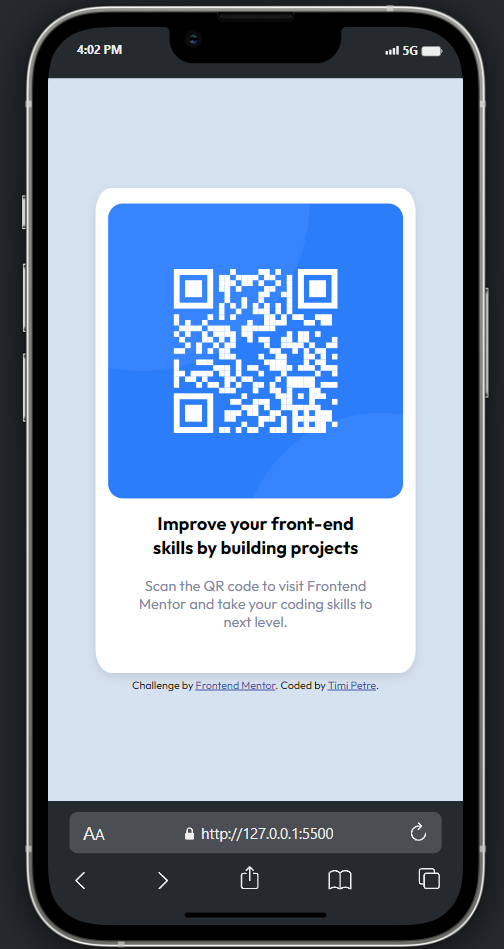 4:02 PM
5G
Improve your front-end
skills by building projects
Scan the QR code to visit Frontend
Mentor and take your coding skills to
next level.
Challenge by Frontend Mentor. Coded by Timi Petre.
AA
http://127.0.0.1:5500